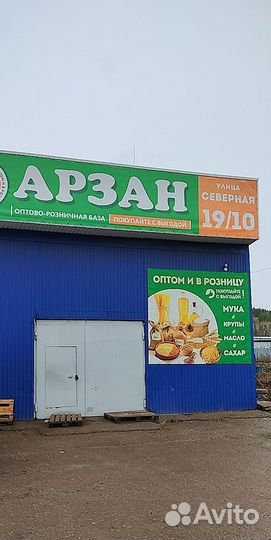 АРЗАН
ОПТОВО-РОЗНИЧНАЯ БАЗА
ПОКУПАЙТЕ С ВЫГОДОЙ
УЛИЦА
СЕВЕРНАЯ
19/10
ОПТОМ И В РОЗНИЦУ
ПОКУПАЙТЕ
С ВЫГОДОЙ
МУКА
КРУПЫ
МАСЛО
САХАР
Avito